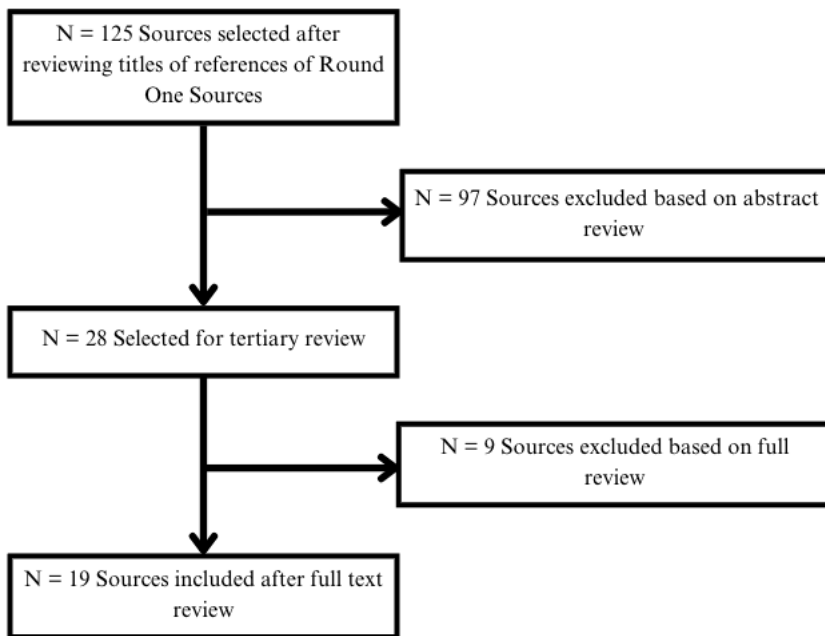 N = 125 Sources selected after
reviewing titles of references of Round
One Sources
N = 97 Sources excluded based on abstract
review
N = 28 Selected for tertiary review
N = 9 Sources excluded based on full
review
N = 19 Sources included after full text
review